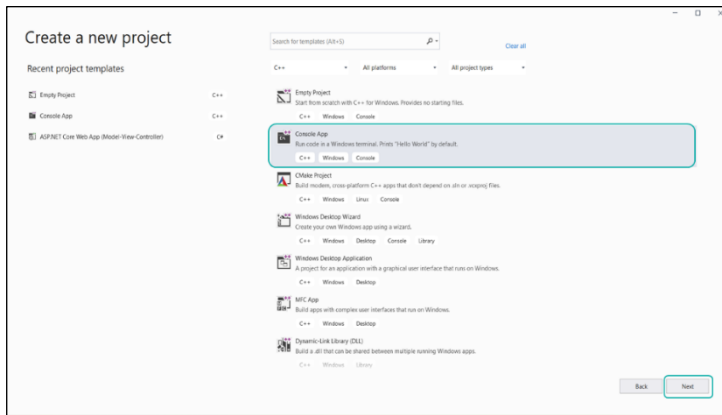 Create a new project
Search for templates (Alt+S)
Clear all
Recent project templates
C++ All platforms All project types
Empty Project C++
Console App C++
ASP.NET Core Web App (Model-View-Controller) C#
Empty Project
Start from scratch with C++ for Windows. Provides no starting files.
C++ Windows Console
Console App
Run code in a Windows terminal. Prints "Hello World" by default.
C++ Windows Console
CMake Project
Build modern, cross-platform C++ apps that don't depend on .sln or .vcxproj files.
C++ Windows Linux Console
Windows Desktop Wizard
Create your own Windows app using a wizard.
C++ Windows Desktop Console Library
Windows Desktop Application
A project for an application with a graphical user interface that runs on Windows.
C++ Windows Desktop
MFC App
Build apps with complex user interfaces that run on Windows.
C++ Windows Desktop
Dynamic-Link Library (DLL)
Build a .dll that can be shared between multiple running Windows apps.
C++ Windows Library
Back Next